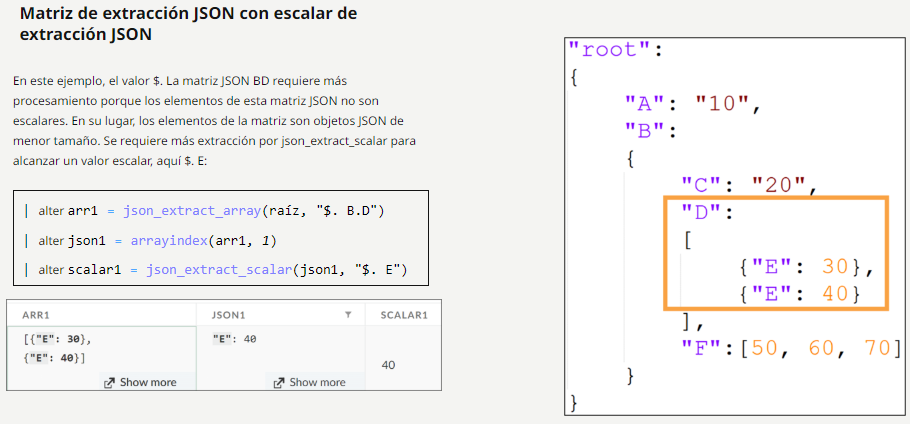 Matriz de extracción JSON con escalar de
extracción JSON
En este ejemplo, el valor $. La matriz JSON BD requiere más
procesamiento porque los elementos de esta matriz JSON no son
escalares. En su lugar, los elementos de la matriz son objetos JSON de
menor tamaño. Se requiere más extracción por json_extract_scalar para
alcanzar un valor escalar, aquí $. E:
| alter arr1 = json_extract_array(raíz, "$. B.D")
| alter json1 = arrayindex(arr1, 1)
| alter scalar1 = json_extract_scalar(json1, "$. E")
ARR1 JSON1 SCALAR1
[{"E": 30}, "E": 40
{"E": 40}]
40
Show more Show more
"root":
{
"A": "10",
"B":
{
"C": "20",
"D":
[
{"E": 30},
{"E": 40}
],
"F":[50, 60, 70]
}
}